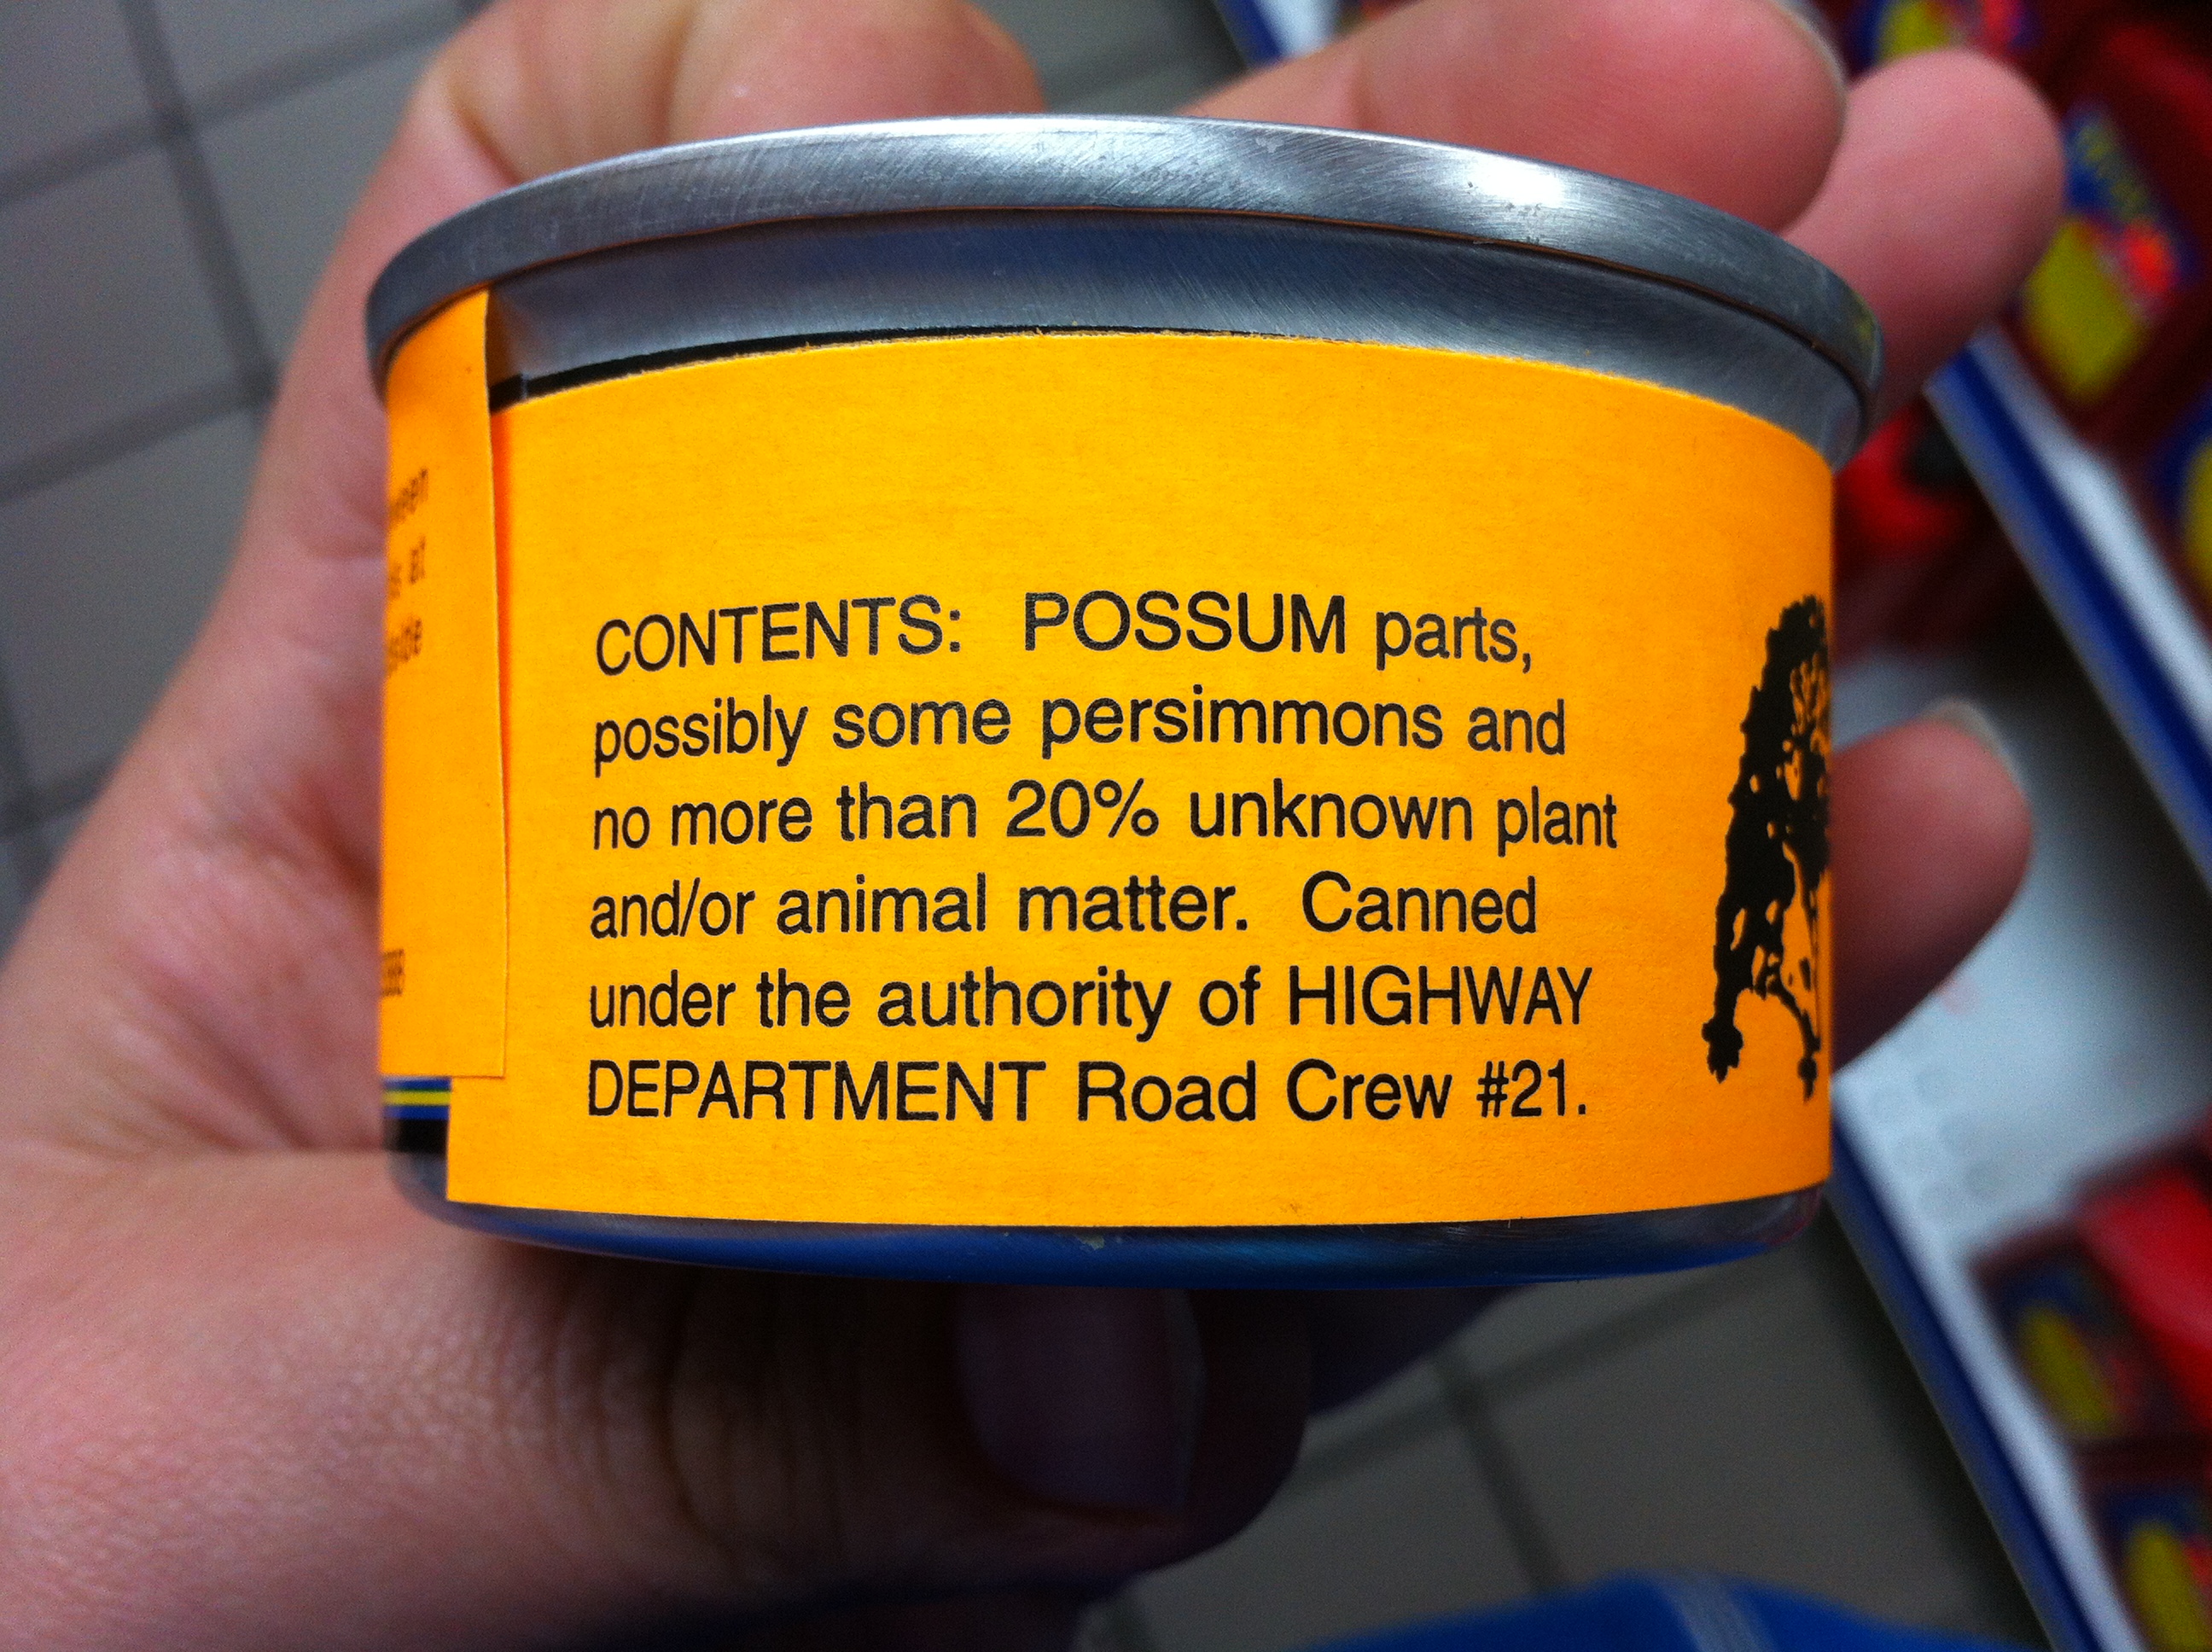 CONTENTS: POSSUM parts,
possibly some persimmons and
no more than 20% unknown plant
and/or animal matter. Canned
under the authority of HIGHWAY
DEPARTMENT Road Crew #21.
at